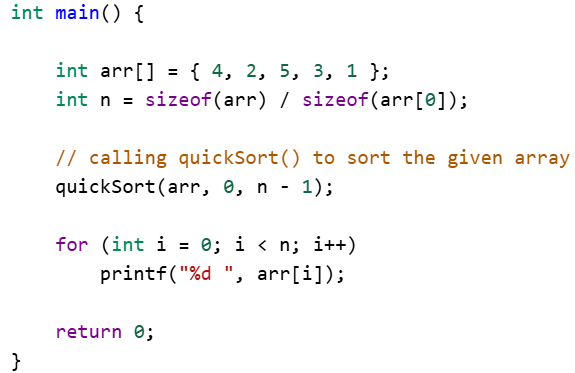 int main() {
    int arr[] = { 4, 2, 5, 3, 1 };
    int n = sizeof(arr) / sizeof(arr[0]);
    // calling quickSort() to sort the given array
    quickSort(arr, 0, n - 1);
    for (int i = 0; i < n; i++)
        printf("%d ", arr[i]);
    return 0;
}